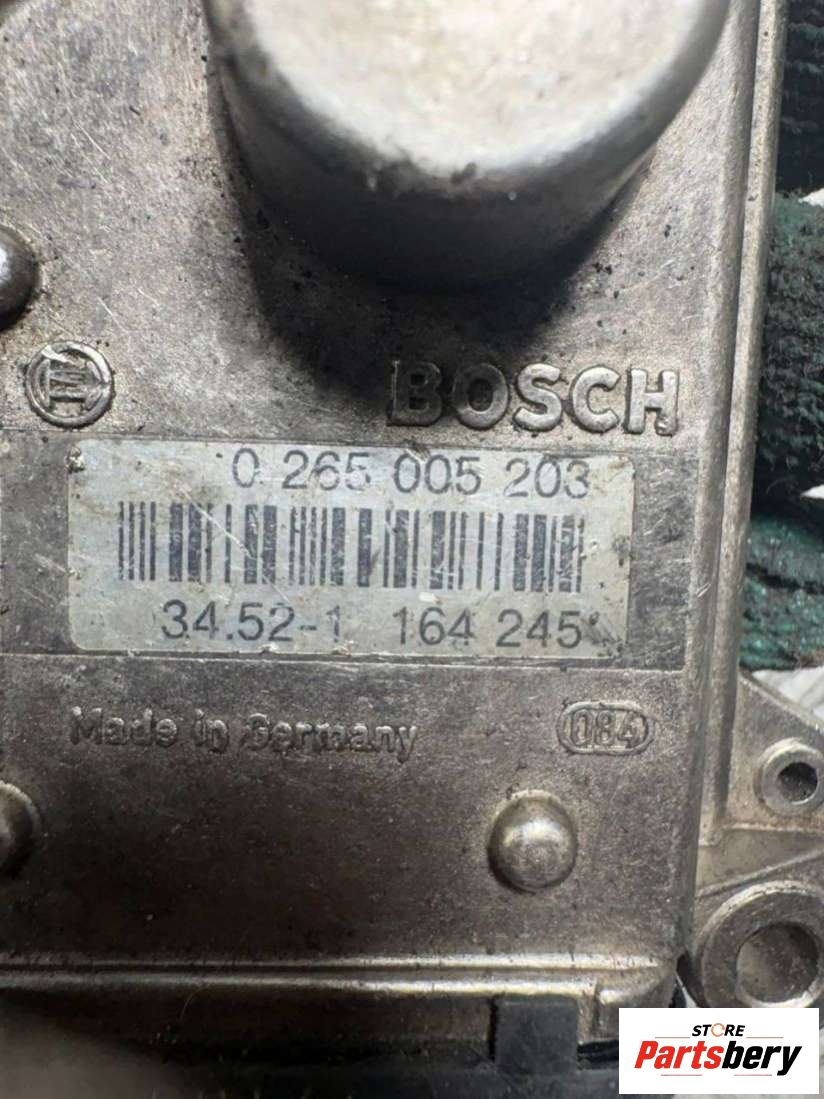 BOSCH
0 265 005 203
34.52-1 164 245
Made in Germany
084
STORE
Partsbery